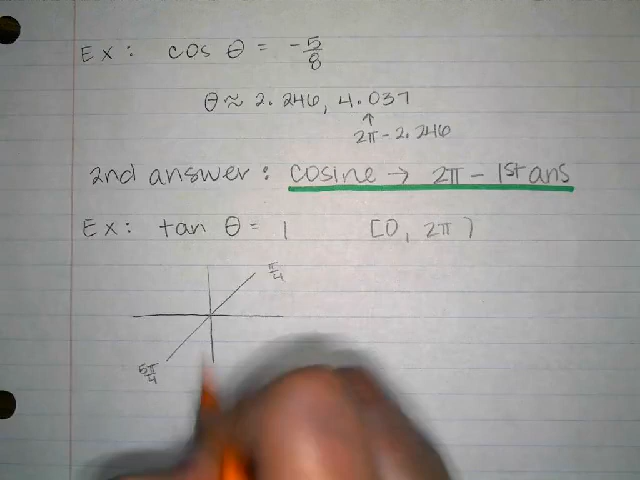 Ex: cos θ = -5/8
θ ≈ 2.246, 4.037
↑
2π - 2.246
2nd answer: cosine → 2π - 1st ans
Ex: tan θ = 1 [0, 2π)
π/4
5π/4